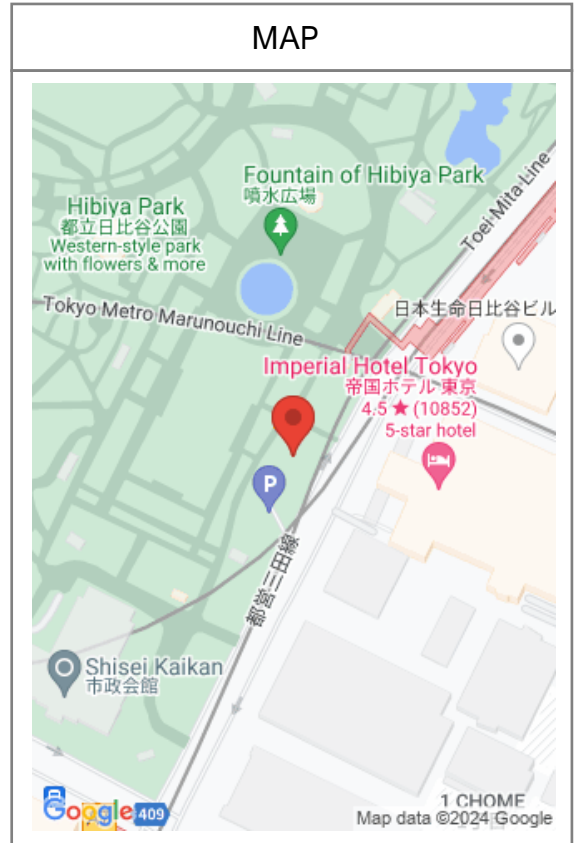 MAP
Fountain of Hibiya Park
噴水広場
Hibiya Park
都立日比谷公園
Western-style park
with flowers & more
Toei-Mita-Line
Tokyo Metro Marunouchi Line
日本生命日比谷ビル
Imperial Hotel Tokyo
帝国ホテル 東京
4.5 ★ (10852)
5-star hotel
P
都営三田線
Shisei Kaikan
市政会館
Google
409
1 CHOME
Map data ©2024 Google